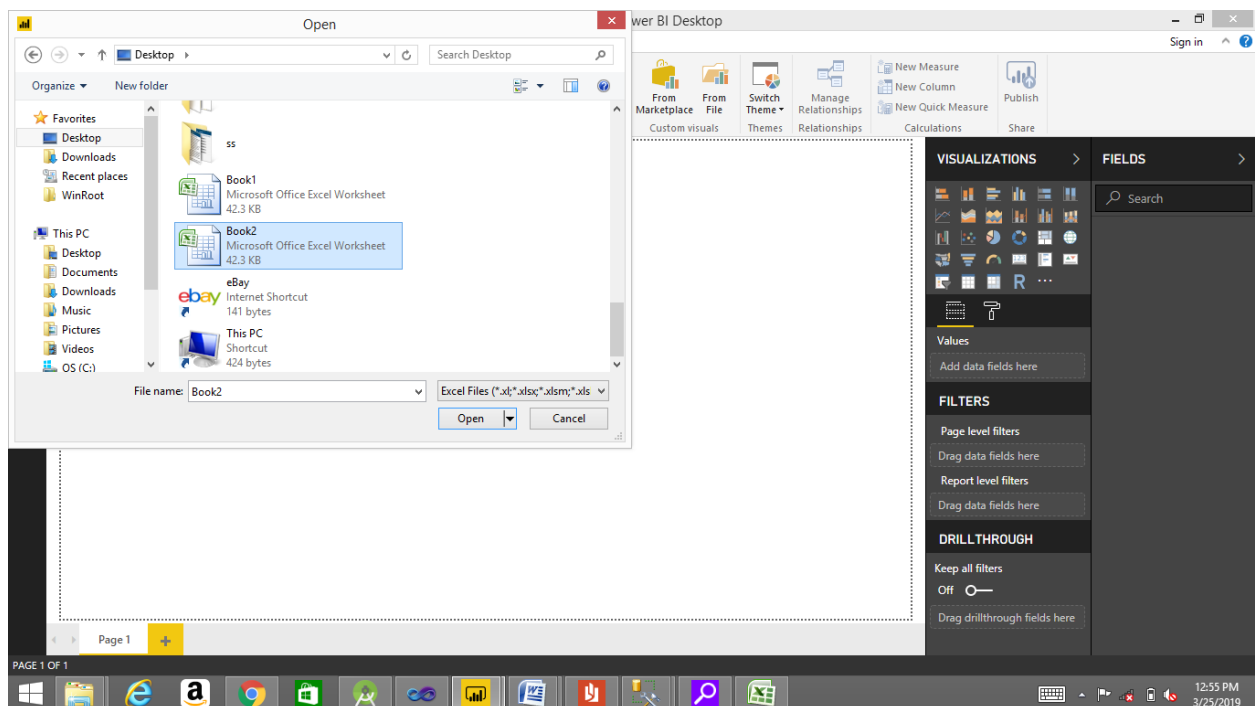 Open
wer BI Desktop
Sign in
Desktop
Search Desktop
Organize
New folder
Favorites
Desktop
Downloads
Recent places
WinRoot
This PC
Desktop
Documents
Downloads
Music
Pictures
Videos
OS (C:)
ss
Book1
Microsoft Office Excel Worksheet
42.3 KB
Book2
Microsoft Office Excel Worksheet
42.3 KB
eBay
ebay
Internet Shortcut
141 bytes
This PC
Shortcut
424 bytes
File name: Book2
Excel Files (*.xl;*.xlsx;*.xlsm;*.xls
Open
Cancel
From Marketplace
From File
Switch Theme
Manage Relationships
New Measure
New Column
New Quick Measure
Publish
Custom visuals
Themes
Relationships
Calculations
Share
VISUALIZATIONS
R
Values
Add data fields here
FILTERS
Page level filters
Drag data fields here
Report level filters
Drag data fields here
DRILLTHROUGH
Keep all filters
Off
Drag drillthrough fields here
FIELDS
Search
Page 1
PAGE 1 OF 1
12:55 PM
3/25/2019